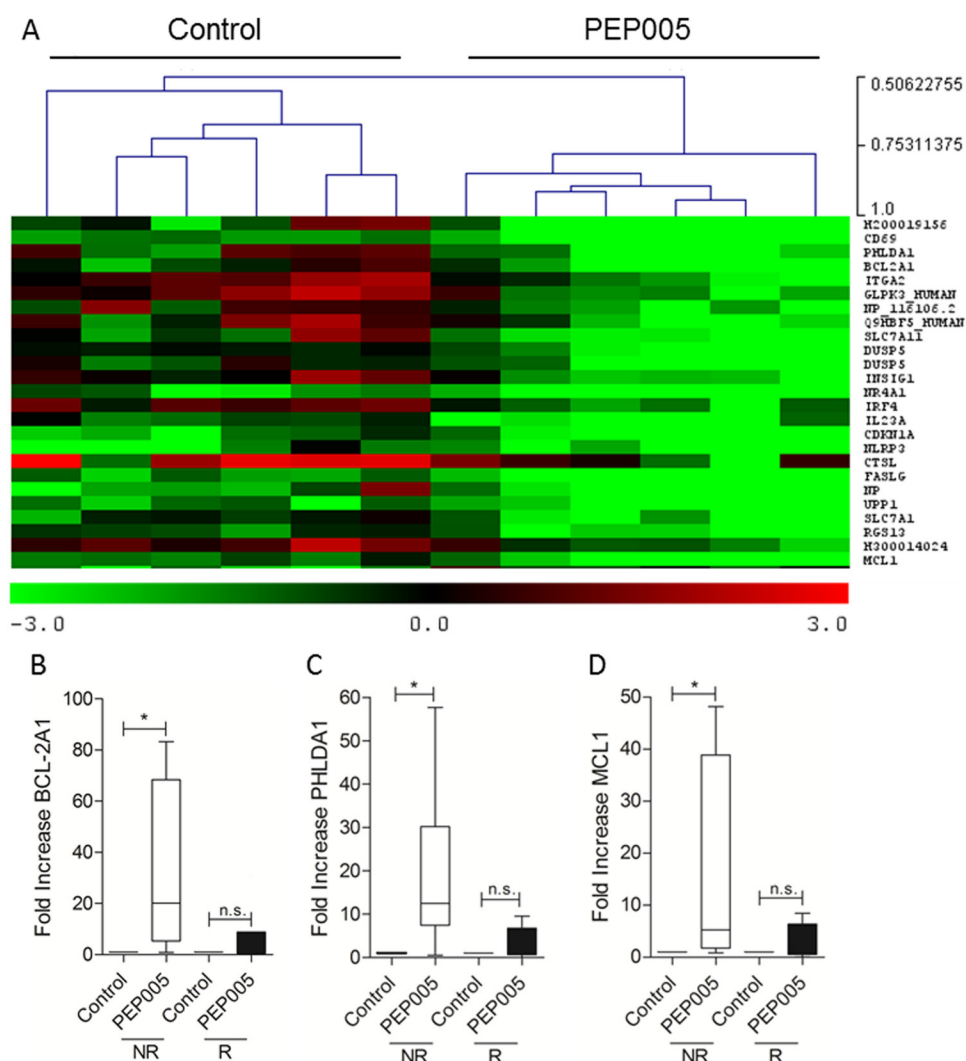 A
Control
PEP005
0.50622755
0.75311375
1.0
H200019156
CD69
PHLDA1
BCL2A1
ITGA2
GLPK3_HUMAN
NP_116106.2
Q9HBF5_HUMAN
SLC7A11
DUSP5
DUSP5
INSIG1
NR4A1
IRF4
IL23A
CDKN1A
NLRP3
CTSL
FASLG
NP
UPP1
SLC7A1
RGS13
H300014024
MCL1
-3.0 0.0 3.0
B
Fold Increase BCL-2A1
100
80
60
40
20
0
*
n.s.
Control
PEP005
Control
PEP005
NR
R
C
Fold Increase PHLDA1
60
50
40
30
20
10
0
*
n.s.
Control
PEP005
Control
PEP005
NR
R
D
Fold Increase MCL1
50
40
30
20
10
0
*
n.s.
Control
PEP005
Control
PEP005
NR
R